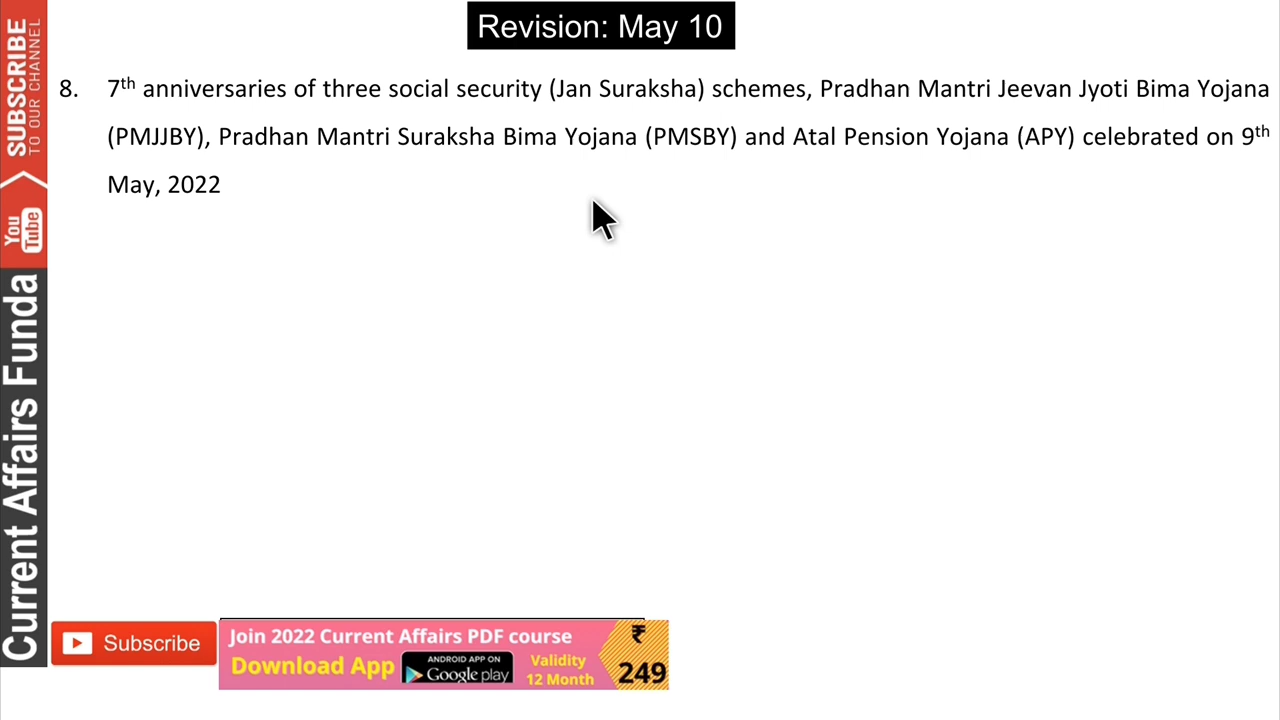 Revision: May 10
8. 7th anniversaries of three social security (Jan Suraksha) schemes, Pradhan Mantri Jeevan Jyoti Bima Yojana
(PMJJBY), Pradhan Mantri Suraksha Bima Yojana (PMSBY) and Atal Pension Yojana (APY) celebrated on 9th
May, 2022
SUBSCRIBE
TO OUR CHANNEL
You
Tube
Current Affairs Funda
Subscribe
Join 2022 Current Affairs PDF course
Download App
ANDROID APP ON
Google play
Validity
12 Month
₹
249